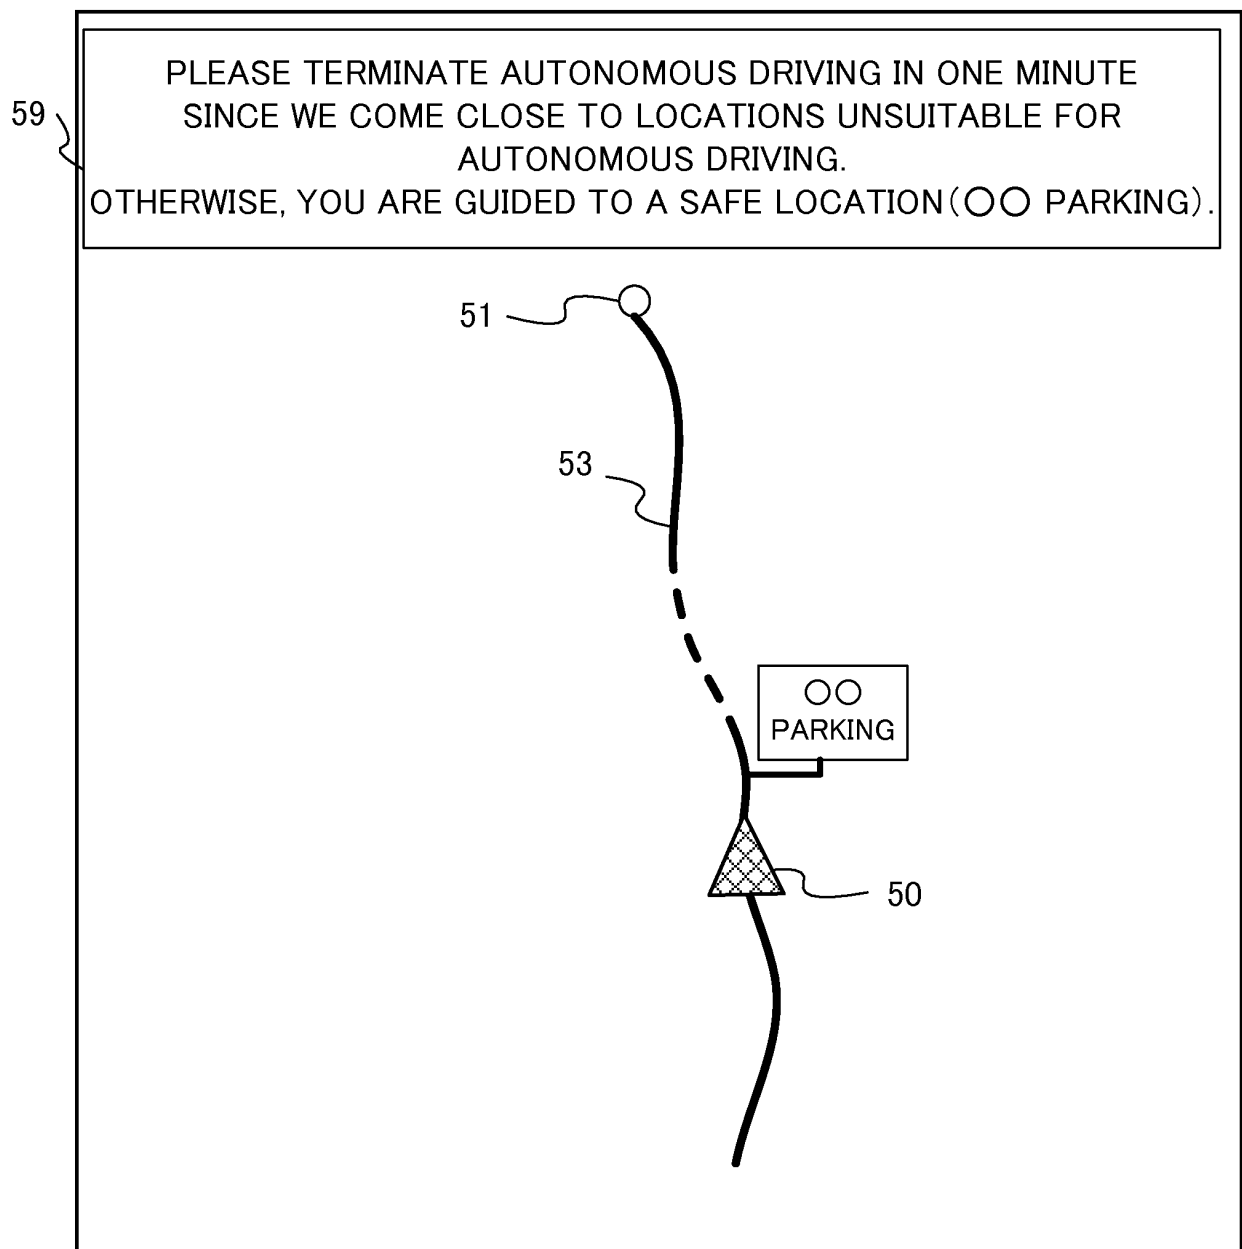 PLEASE TERMINATE AUTONOMOUS DRIVING IN ONE MINUTE
SINCE WE COME CLOSE TO LOCATIONS UNSUITABLE FOR
AUTONOMOUS DRIVING.
OTHERWISE, YOU ARE GUIDED TO A SAFE LOCATION(○○ PARKING).
59
51
53
○○
PARKING
50